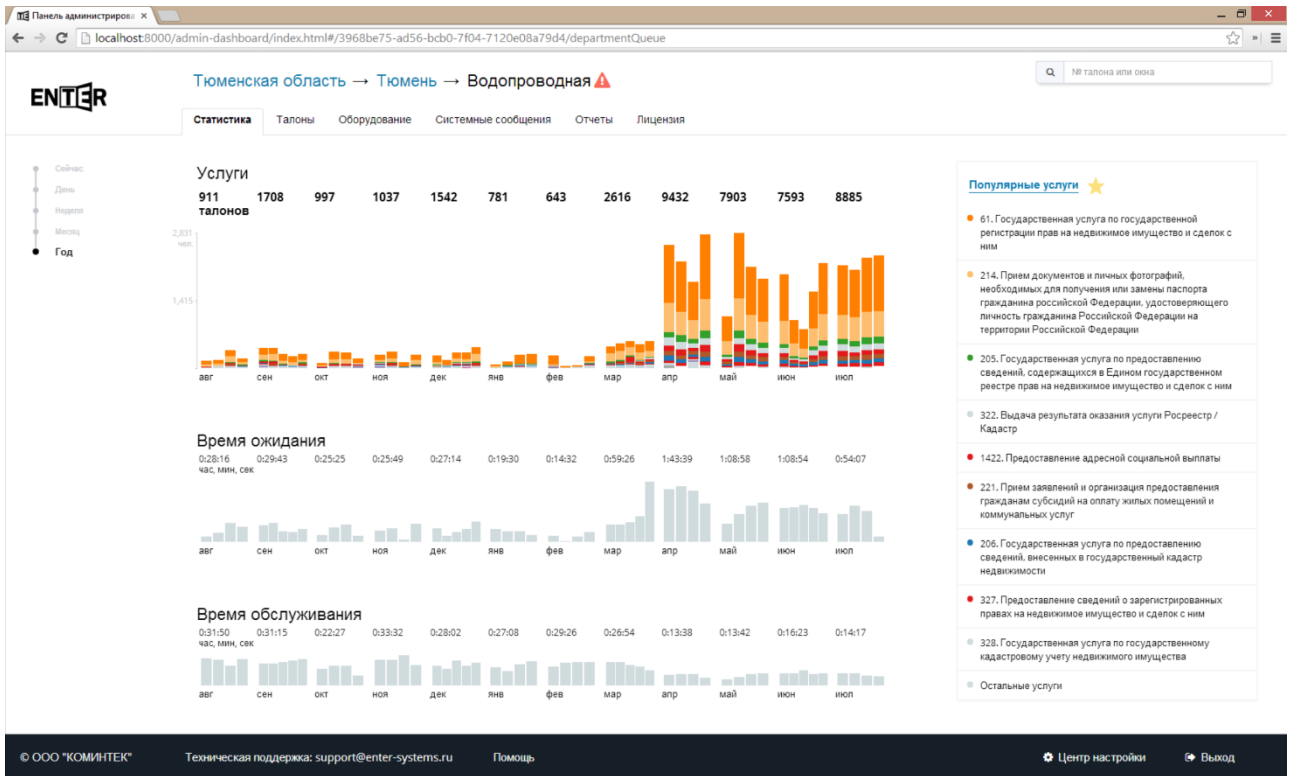 Панель администрирова
localhost:8000/admin-dashboard/index.html#/3968be75-ad56-bcb0-7f04-7120e08a79d4/departmentQueue
ENTER
Тюменская область → Тюмень → Водопроводная
№ талона или окна
Статистика Талоны Оборудование Системные сообщения Отчеты Лицензия
Сейчас
День
Неделя
Месяц
Год
Услуги
911 1708 997 1037 1542 781 643 2616 9432 7903 7593 8885
талонов
2,831
чел.
1,415
авг сен окт ноя дек янв фев мар апр май июн июл
Время ожидания
0:28:16 0:29:43 0:25:25 0:25:49 0:27:14 0:19:30 0:14:32 0:59:26 1:43:39 1:08:58 1:08:54 0:54:07
час, мин, сек
авг сен окт ноя дек янв фев мар апр май июн июл
Время обслуживания
0:31:50 0:31:15 0:22:27 0:33:32 0:28:02 0:27:08 0:29:26 0:26:54 0:13:38 0:13:42 0:16:23 0:14:17
час, мин, сек
авг сен окт ноя дек янв фев мар апр май июн июл
Популярные услуги
61. Государственная услуга по государственной
регистрации прав на недвижимое имущество и сделок с
ним
214. Прием документов и личных фотографий,
необходимых для получения или замены паспорта
гражданина российской Федерации, удостоверяющего
личность гражданина Российской Федерации на
территории Российской Федерации
205. Государственная услуга по предоставлению
сведений, содержащихся в Едином государственном
реестре прав на недвижимое имущество и сделок с ним
322. Выдача результата оказания услуги Росреестр /
Кадастр
1422. Предоставление адресной социальной выплаты
221. Прием заявлений и организация предоставления
гражданам субсидий на оплату жилых помещений и
коммунальных услуг
206. Государственная услуга по предоставлению
сведений, внесенных в государственный кадастр
недвижимости
327. Предоставление сведений о зарегистрированных
правах на недвижимое имущество и сделок с ним
328. Государственная услуга по государственному
кадастровому учету недвижимого имущества
Остальные услуги
© ООО "КОМИНТЕК" Техническая поддержка: support@enter-systems.ru Помощь Центр настройки Выход